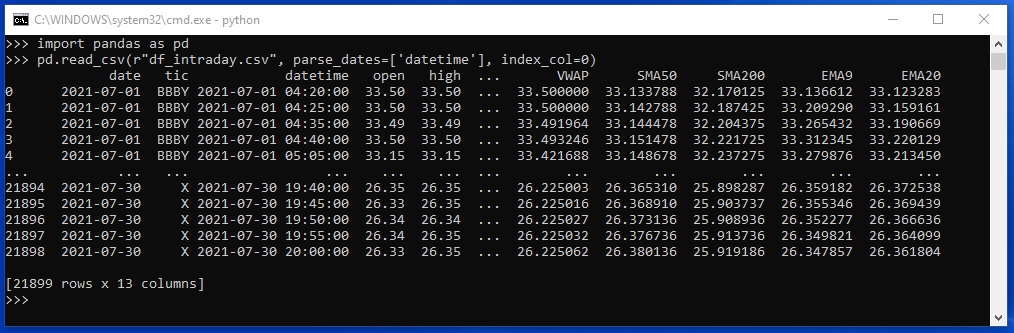 C:\WINDOWS\system32\cmd.exe - python
>>> import pandas as pd
>>> pd.read_csv(r"df_intraday.csv", parse_dates=['datetime'], index_col=0)
date tic datetime open high ... VWAP SMA50 SMA200 EMA9 EMA20
0 2021-07-01 BBBY 2021-07-01 04:20:00 33.50 33.50 ... 33.500000 33.133788 32.170125 33.136612 33.123283
1 2021-07-01 BBBY 2021-07-01 04:25:00 33.50 33.50 ... 33.500000 33.142788 32.187425 33.209290 33.159161
2 2021-07-01 BBBY 2021-07-01 04:35:00 33.49 33.49 ... 33.491964 33.144478 32.204375 33.265432 33.190669
3 2021-07-01 BBBY 2021-07-01 04:40:00 33.50 33.50 ... 33.493246 33.151478 32.221725 33.312345 33.220129
4 2021-07-01 BBBY 2021-07-01 05:05:00 33.15 33.15 ... 33.421688 33.148678 32.237275 33.279876 33.213450
... ... ... ... ... ... ... ... ... ... ... ...
21894 2021-07-30 X 2021-07-30 19:40:00 26.35 26.35 ... 26.225003 26.365310 25.898287 26.359182 26.372538
21895 2021-07-30 X 2021-07-30 19:45:00 26.33 26.35 ... 26.225016 26.368910 25.903737 26.355346 26.369439
21896 2021-07-30 X 2021-07-30 19:50:00 26.34 26.34 ... 26.225027 26.373136 25.908936 26.352277 26.366636
21897 2021-07-30 X 2021-07-30 19:55:00 26.34 26.35 ... 26.225032 26.376736 25.913736 26.349821 26.364099
21898 2021-07-30 X 2021-07-30 20:00:00 26.33 26.35 ... 26.225062 26.380136 25.919186 26.347857 26.361804
[21899 rows x 13 columns]
>>>